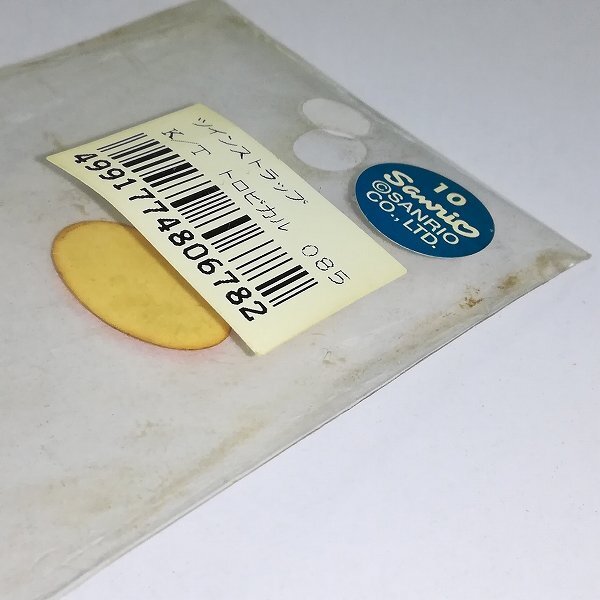 ツインストラップ
K/T トロピカル 085
4991774806782
10
Sanrio
©SANRIO
CO., LTD.